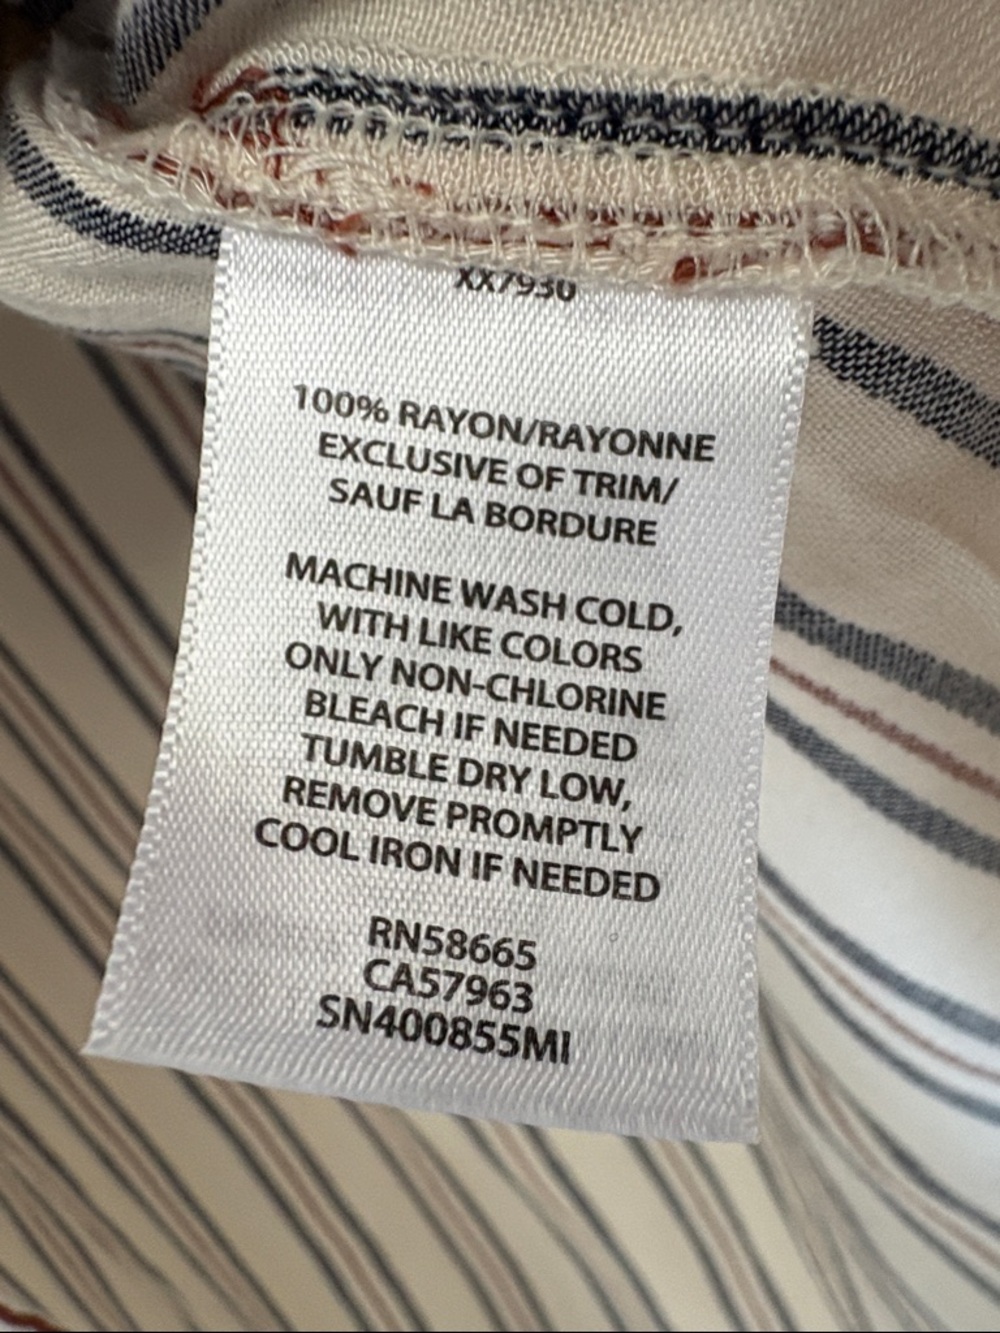 XX7930
100% RAYON/RAYONNE
EXCLUSIVE OF TRIM/
SAUF LA BORDURE
MACHINE WASH COLD,
WITH LIKE COLORS
ONLY NON-CHLORINE
BLEACH IF NEEDED
TUMBLE DRY LOW,
REMOVE PROMPTLY
COOL IRON IF NEEDED
RN58665
CA57963
SN400855MI